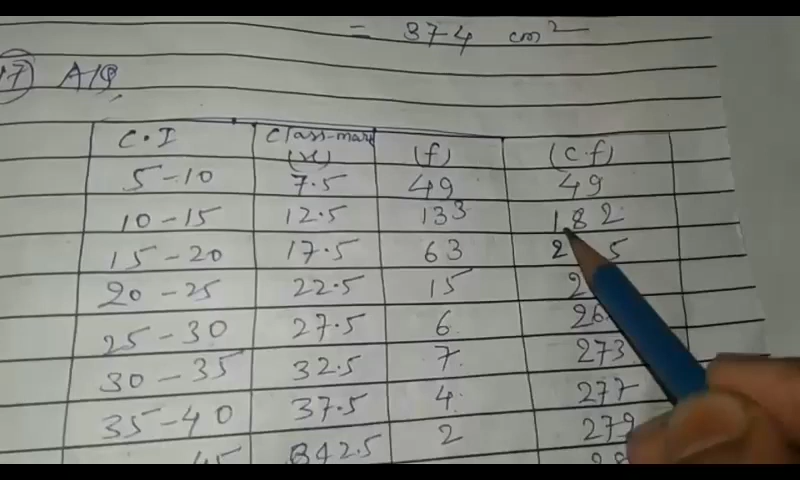 = 374 cm²
17) A/Q,
C.I Class-mark (x) (f) (c.f)
5-10 7.5 49 49
10-15 12.5 133 182
15-20 17.5 63
20-25 22.5 15
25-30 27.5 6
30-35 32.5 7 273
35-40 37.5 4 277
45 342.5 2 279